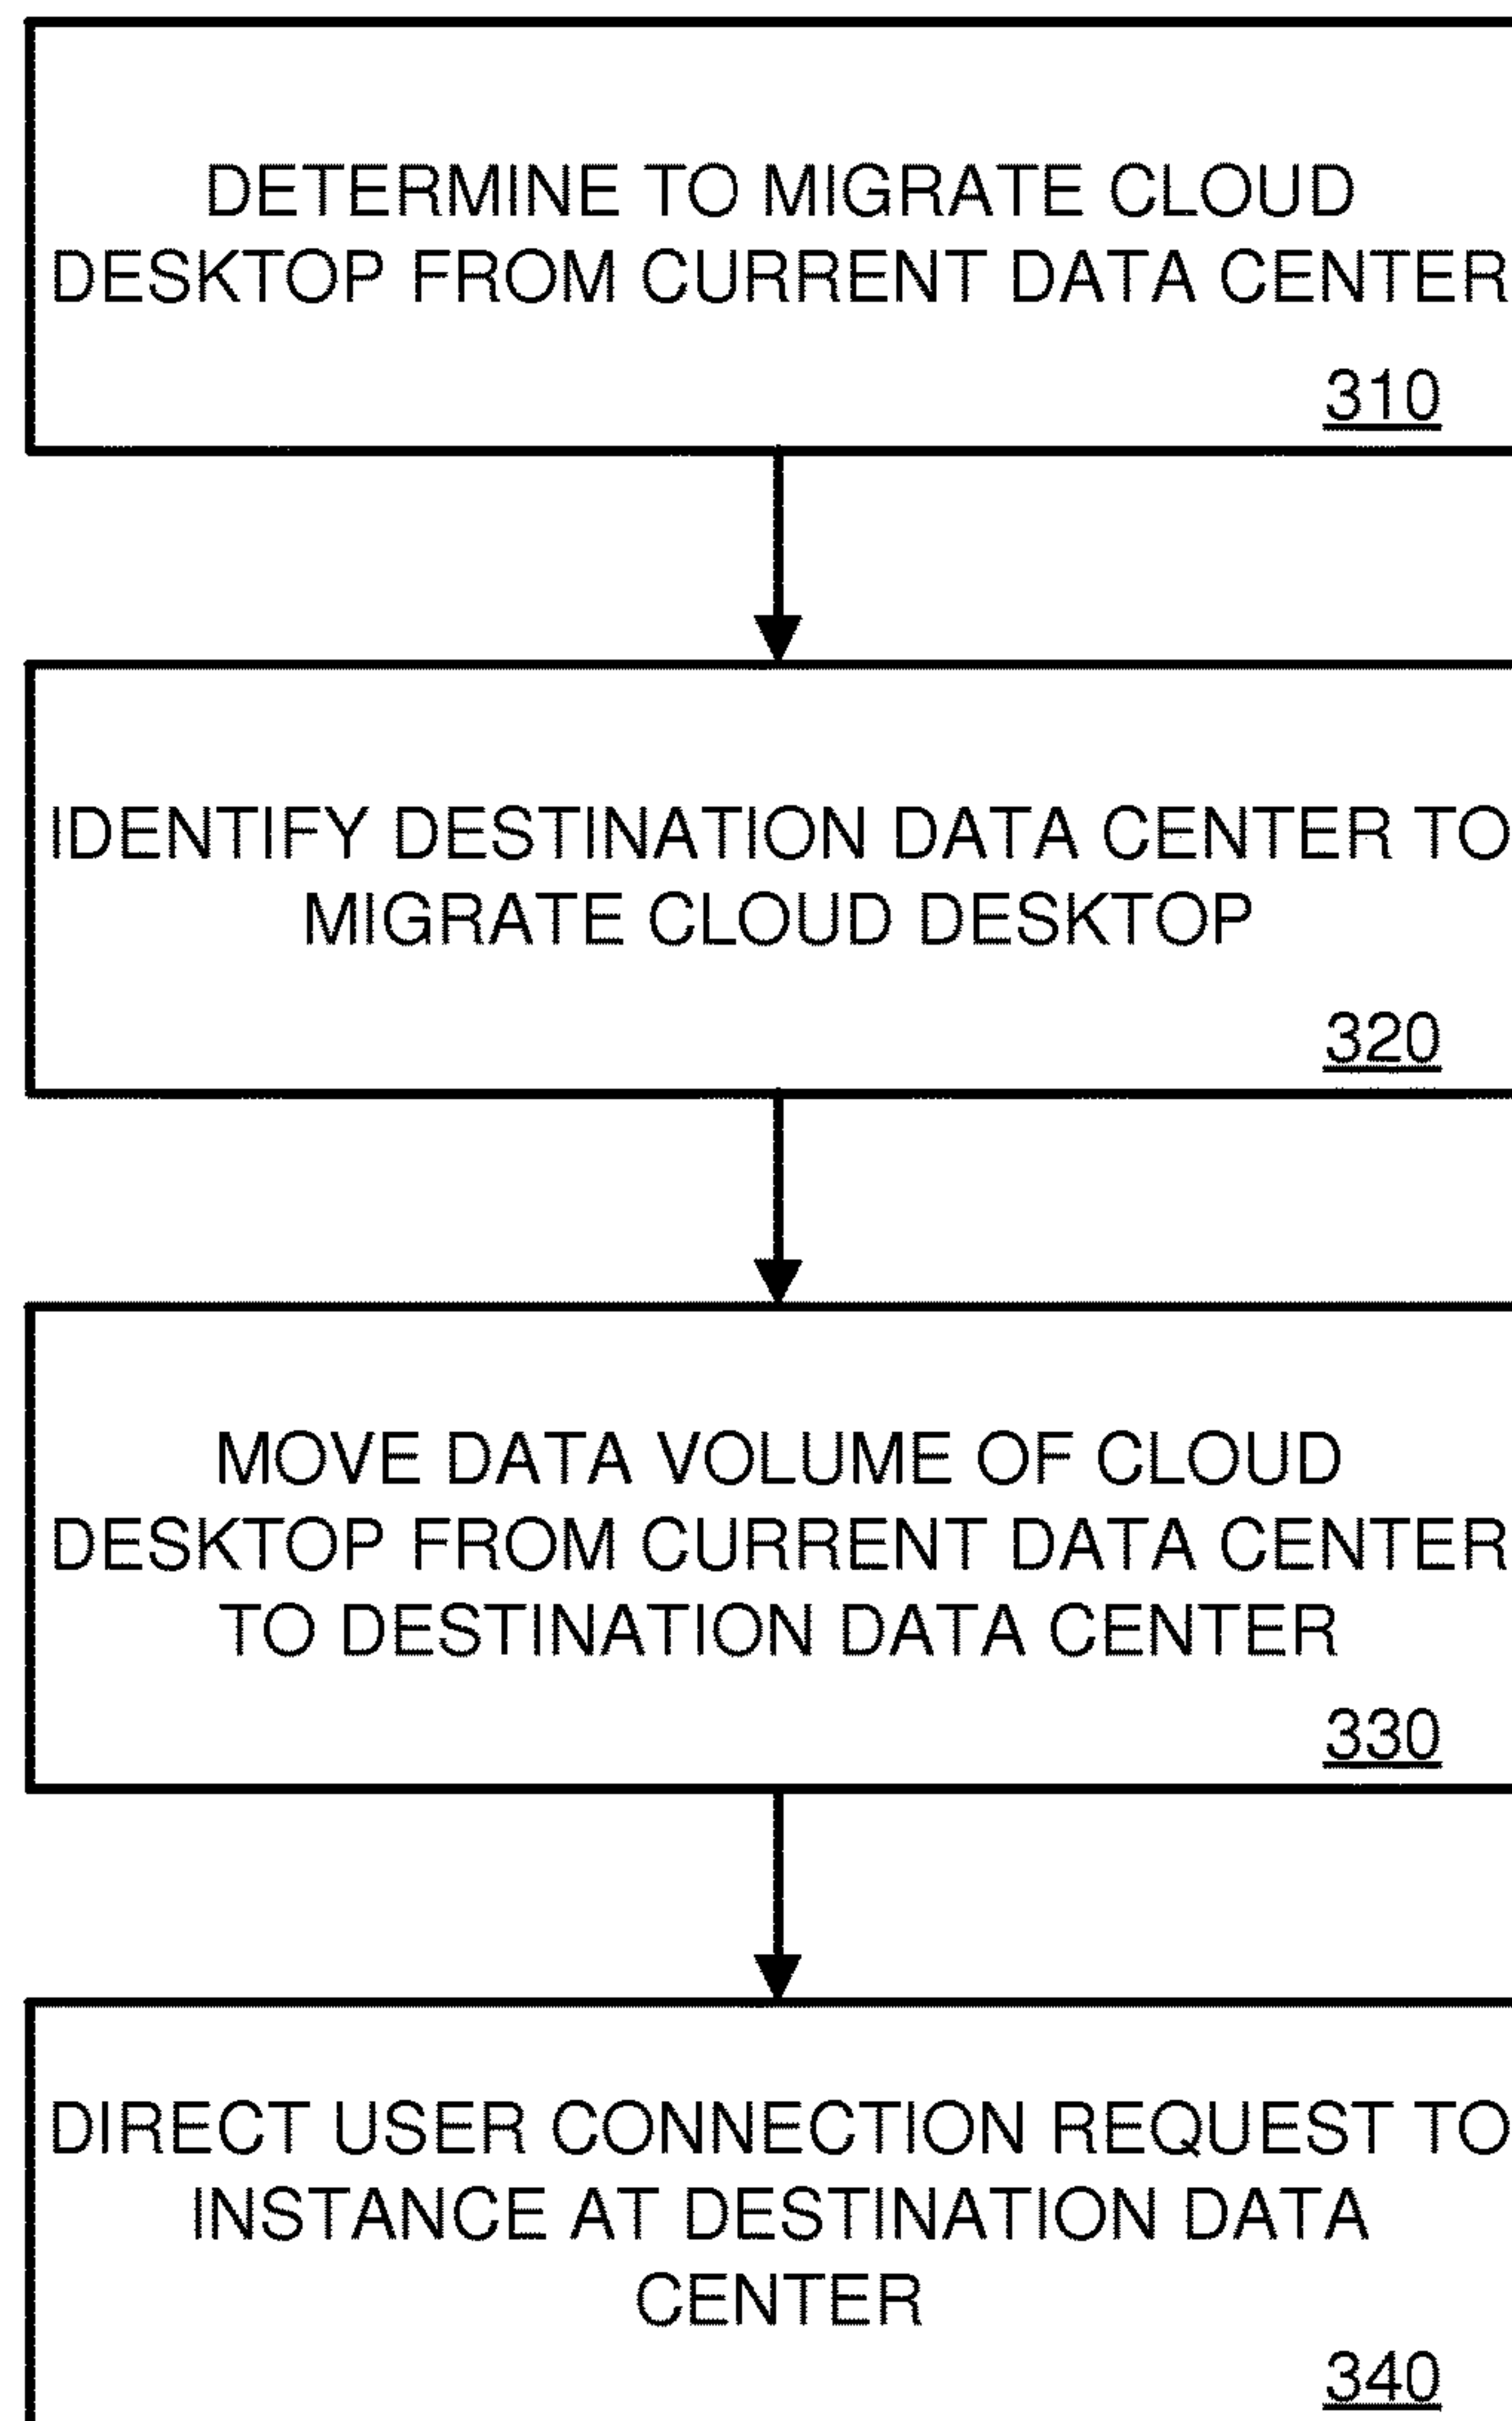 DETERMINE TO MIGRATE CLOUD
DESKTOP FROM CURRENT DATA CENTER
310
IDENTIFY DESTINATION DATA CENTER TO
MIGRATE CLOUD DESKTOP
320
MOVE DATA VOLUME OF CLOUD
DESKTOP FROM CURRENT DATA CENTER
TO DESTINATION DATA CENTER
330
DIRECT USER CONNECTION REQUEST TO
INSTANCE AT DESTINATION DATA
CENTER
340